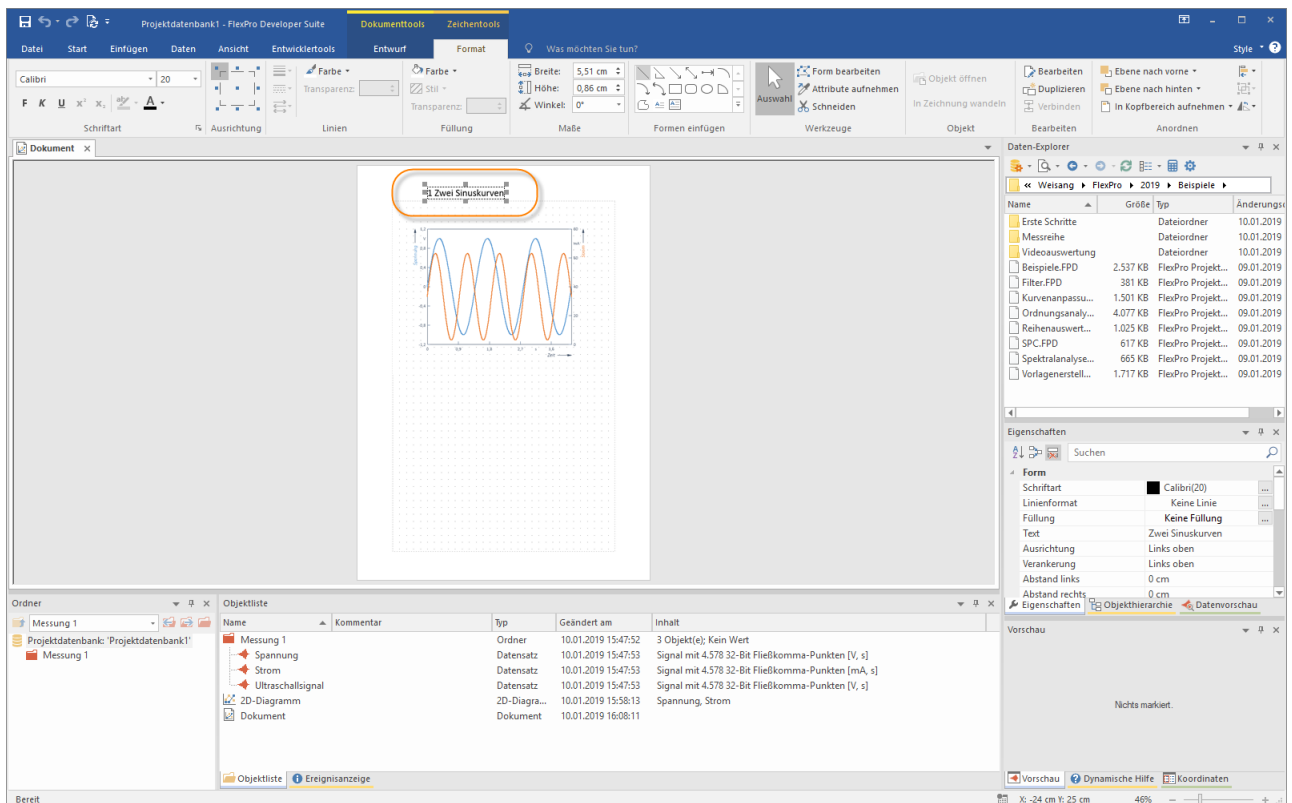 Projektdatenbank1 - FlexPro Developer Suite
Dokumenttools Zeichentools
Datei Start Einfügen Daten Ansicht Entwicklertools Entwurf Format Was möchten Sie tun? Style
Calibri 20
F K U x² x₂ aby A
Schriftart
Ausrichtung
Farbe
Transparenz:
Linien
Farbe
Stil
Transparenz:
Füllung
Breite: 5,51 cm
Höhe: 0,86 cm
Winkel: 0°
Maße
Formen einfügen
Auswahl
Form bearbeiten
Attribute aufnehmen
Schneiden
Werkzeuge
Objekt öffnen
In Zeichnung wandeln
Objekt
Bearbeiten
Duplizieren
Verbinden
Bearbeiten
Ebene nach vorne
Ebene nach hinten
In Kopfbereich aufnehmen
Anordnen
Dokument
1 Zwei Sinuskurven
Spannung
Zeit
Daten-Explorer
« Weisang FlexPro 2019 Beispiele
Name Größe Typ Änderungsd
Erste Schritte Dateiordner 10.01.2019
Messreihe Dateiordner 10.01.2019
Videoauswertung Dateiordner 10.01.2019
Beispiele.FPD 2.537 KB FlexPro Projekt... 09.01.2019
Filter.FPD 381 KB FlexPro Projekt... 09.01.2019
Kurvenanpassu... 1.501 KB FlexPro Projekt... 09.01.2019
Ordnungsanaly... 4.077 KB FlexPro Projekt... 09.01.2019
Reihenauswert... 1.025 KB FlexPro Projekt... 09.01.2019
SPC.FPD 617 KB FlexPro Projekt... 09.01.2019
Spektralanalyse... 665 KB FlexPro Projekt... 09.01.2019
Vorlagenerstell... 1.717 KB FlexPro Projekt... 09.01.2019
Eigenschaften
Suchen
Form
Schriftart Calibri(20) ...
Linienformat Keine Linie ...
Füllung Keine Füllung ...
Text Zwei Sinuskurven
Ausrichtung Links oben
Verankerung Links oben
Abstand links 0 cm
Abstand rechts 0 cm
Eigenschaften Objekthierarchie Datenvorschau
Ordner
Messung 1
Projektdatenbank: 'Projektdatenbank1'
Messung 1
Objektliste
Name Kommentar Typ Geändert am Inhalt
Messung 1 Ordner 10.01.2019 15:47:52 3 Objekt(e); Kein Wert
Spannung Datensatz 10.01.2019 15:47:53 Signal mit 4.578 32-Bit Fließkomma-Punkten [V, s]
Strom Datensatz 10.01.2019 15:47:53 Signal mit 4.578 32-Bit Fließkomma-Punkten [mA, s]
Ultraschallsignal Datensatz 10.01.2019 15:47:53 Signal mit 4.578 32-Bit Fließkomma-Punkten [V, s]
2D-Diagramm 2D-Diagra... 10.01.2019 15:58:13 Spannung, Strom
Dokument Dokument 10.01.2019 16:08:11
Objektliste Ereignisanzeige
Vorschau
Nichts markiert.
Vorschau Dynamische Hilfe Koordinaten
Bereit
X: -24 cm Y: 25 cm 46%